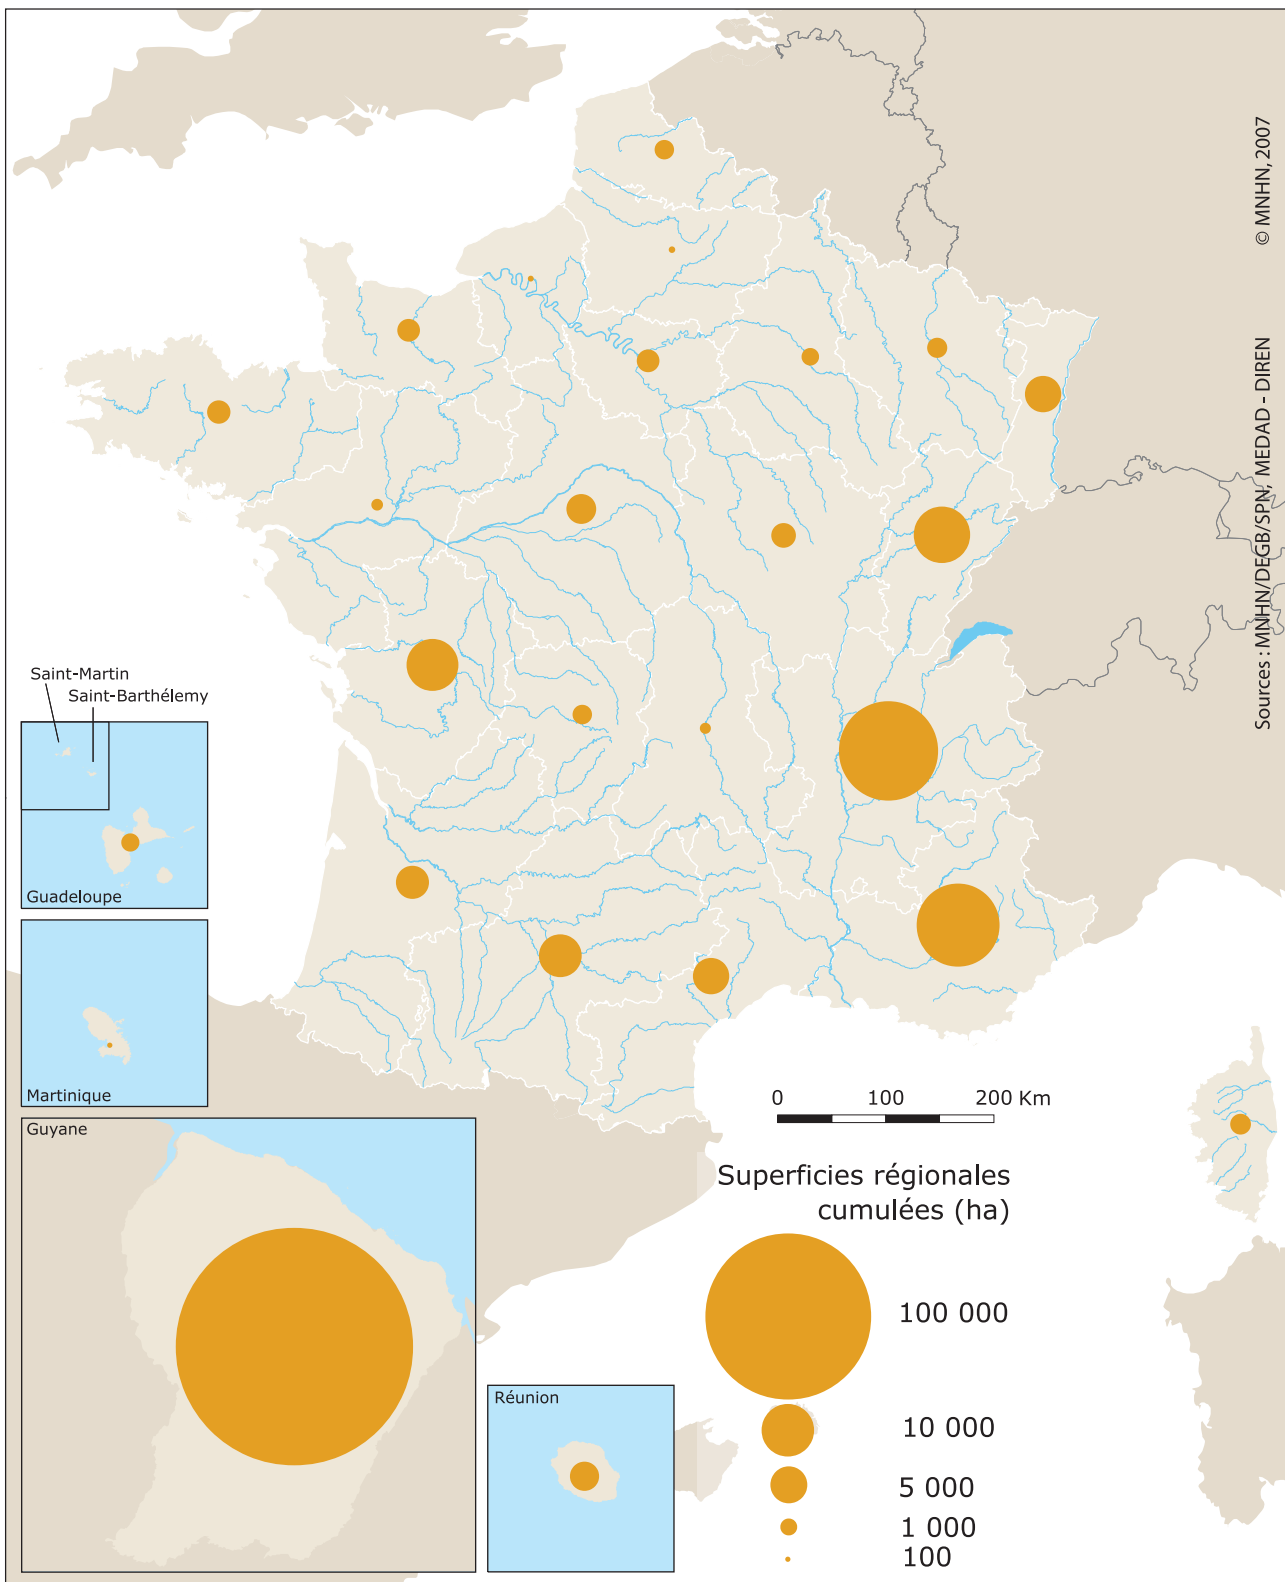 © MNHN, 2007
Sources : MNHN/DEGB/SPN, MEDAD - DIREN
Saint-Martin
Saint-Barthélemy
Guadeloupe
Martinique
Guyane
Réunion
0 100 200 Km
Superficies régionales
cumulées (ha)
100 000
10 000
5 000
1 000
100